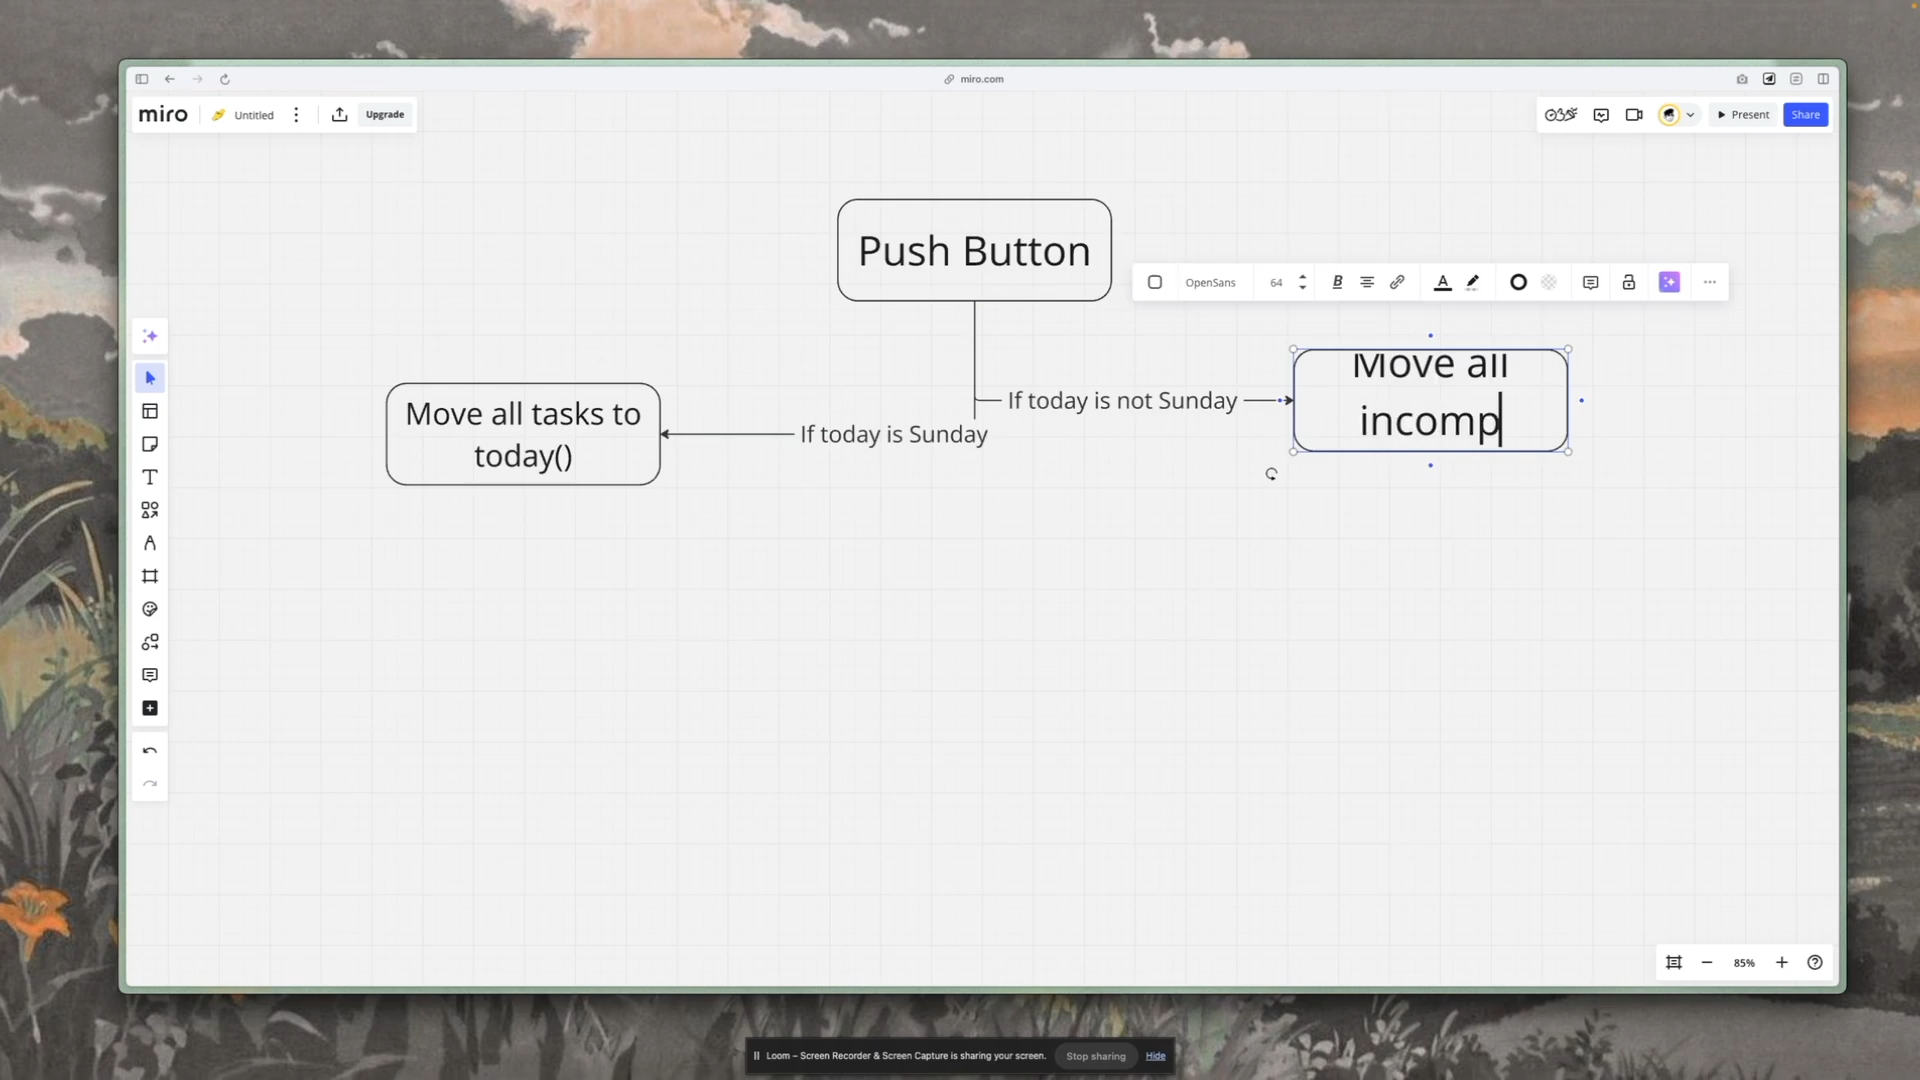 miro.com
miro
Untitled
Upgrade
Present
Share
Push Button
OpenSans
64
B
A
Move all
incomp
If today is not Sunday
Move all tasks to
today()
If today is Sunday
T
85%
Loom – Screen Recorder & Screen Capture is sharing your screen.
Stop sharing
Hide